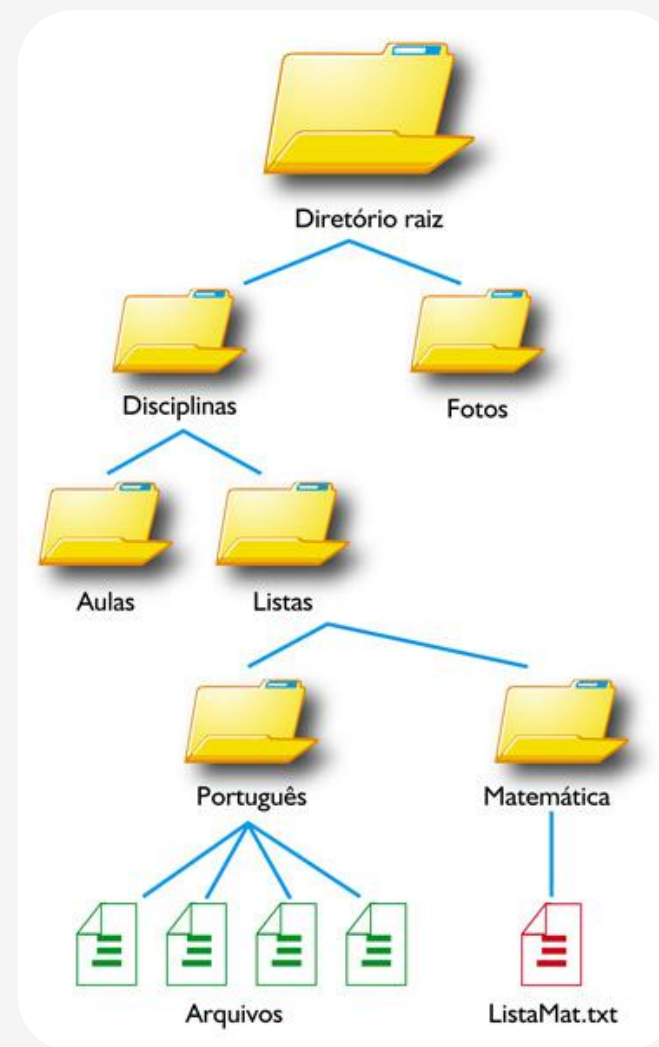 Diretório raiz
Disciplinas
Fotos
Aulas
Listas
Português
Matemática
Arquivos
ListaMat.txt